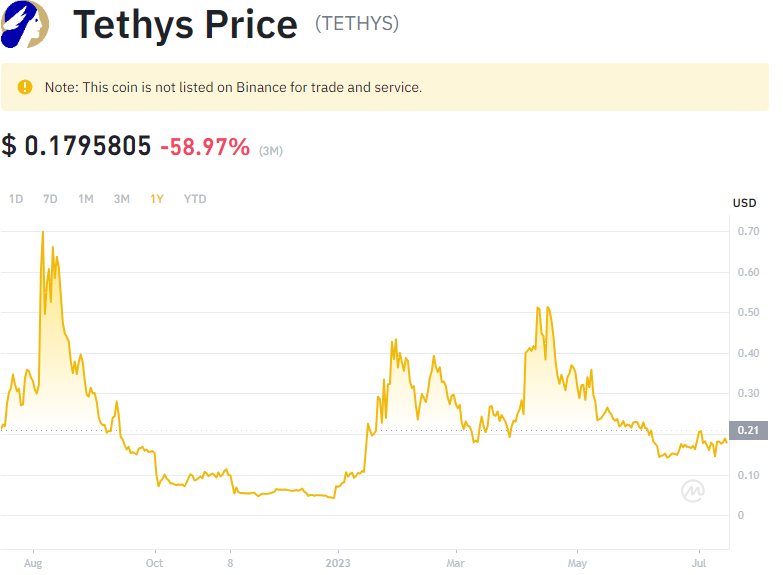 Tethys Price (TETHYS)
Note: This coin is not listed on Binance for trade and service.
$ 0.1795805 -58.97% (3M)
1D 7D 1M 3M 1Y YTD
USD
0.70
0.60
0.50
0.40
0.30
0.21
0.10
0
Aug Oct 8 2023 Mar May Jul